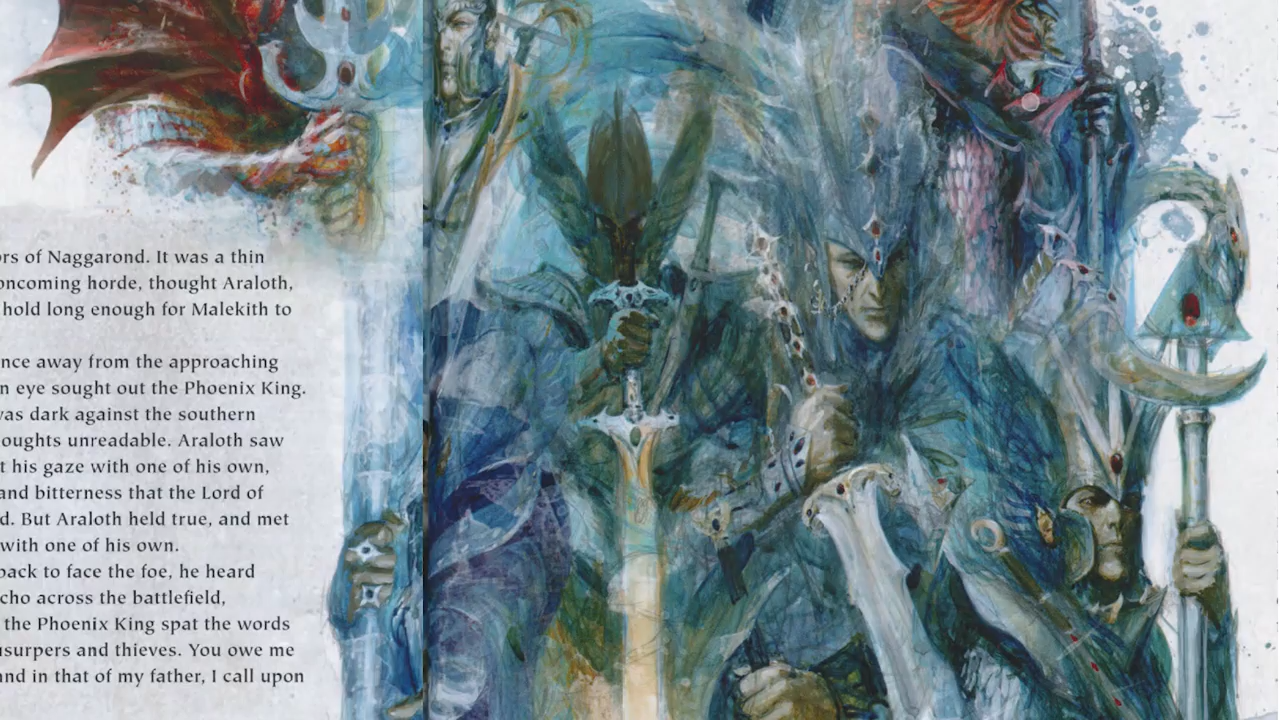 ors of Naggarond. It was a thin
oncoming horde, thought Araloth,
hold long enough for Malekith to
nce away from the approaching
n eye sought out the Phoenix King.
was dark against the southern
oughts unreadable. Araloth saw
t his gaze with one of his own,
and bitterness that the Lord of
d. But Araloth held true, and met
with one of his own.
back to face the foe, he heard
cho across the battlefield,
the Phoenix King spat the words
usurpers and thieves. You owe me
and in that of my father, I call upon